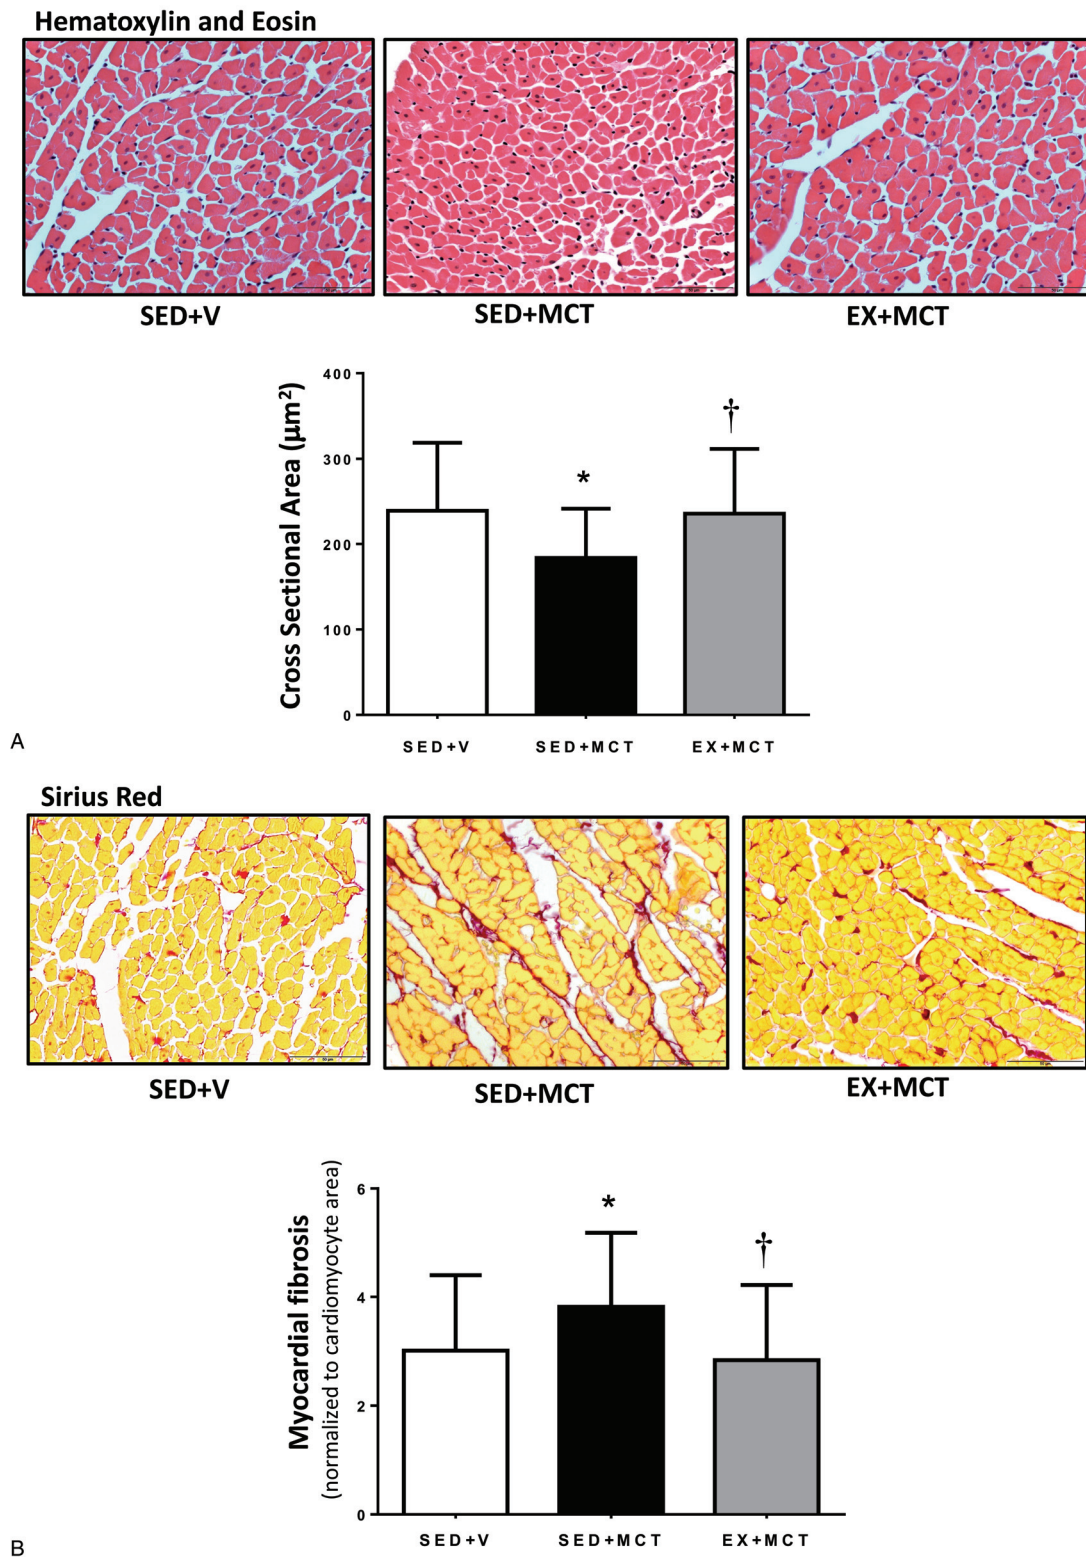 Hematoxylin and Eosin
SED+V
SED+MCT
EX+MCT
Cross Sectional Area (µm²)
400
300
200
100
0
*
†
SED+V
SED+MCT
EX+MCT
A
Sirius Red
SED+V
SED+MCT
EX+MCT
Myocardial fibrosis
(normalized to cardiomyocyte area)
6
4
2
0
*
†
SED+V
SED+MCT
EX+MCT
B